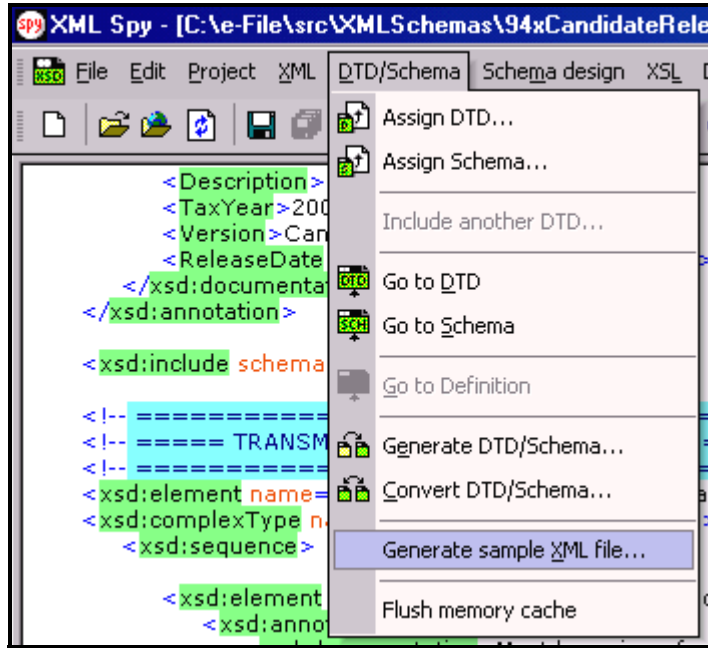 XML Spy - [C:\e-File\src\XMLSchemas\94xCandidateRele
File Edit Project XML DTD/Schema Schema design XSL
Assign DTD...
Assign Schema...
Include another DTD...
Go to DTD
Go to Schema
Go to Definition
Generate DTD/Schema...
Convert DTD/Schema...
Generate sample XML file...
Flush memory cache
<Description>
<TaxYear>200
<Version>Can
<ReleaseDate
</xsd:documenta
</xsd:annotation>
<xsd:include schema
<!-- ===========
<!-- ===== TRANSM
<!-- ===========
<xsd:element name=
<xsd:complexType n
<xsd:sequence>
<xsd:element
<xsd:anno